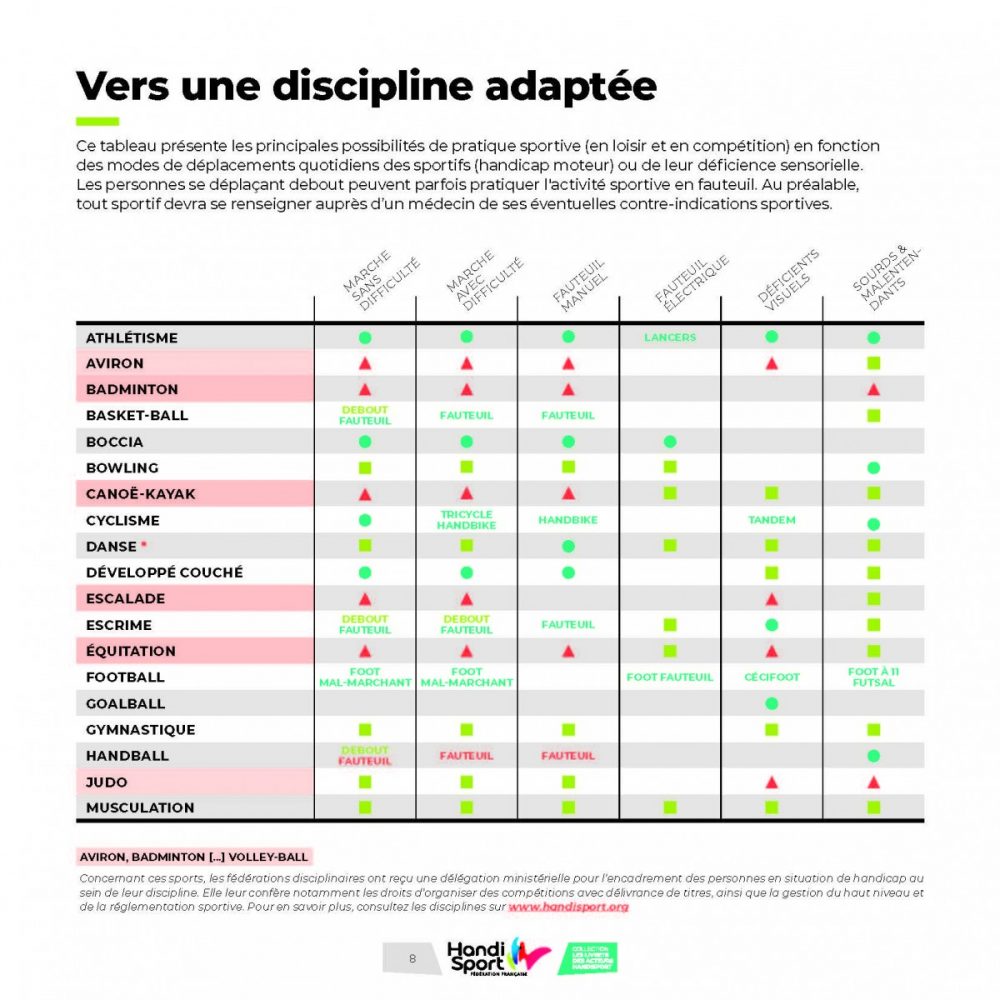 Vers une discipline adaptée
Ce tableau présente les principales possibilités de pratique sportive (en loisir et en compétition) en fonction
des modes de déplacements quotidiens des sportifs (handicap moteur) ou de leur déficience sensorielle.
Les personnes se déplaçant debout peuvent parfois pratiquer l'activité sportive en fauteuil. Au préalable,
tout sportif devra se renseigner auprès d'un médecin de ses éventuelles contre-indications sportives.
MARCHE
SANS
DIFFICULTÉ
MARCHE
AVEC
DIFFICULTÉ
FAUTEUIL
MANUEL
FAUTEUIL
ÉLECTRIQUE
DÉFICIENTS
VISUELS
SOURDS &
MALENTEN-
DANTS
ATHLÉTISME LANCERS
AVIRON
BADMINTON
BASKET-BALL DEBOUT FAUTEUIL FAUTEUIL FAUTEUIL
BOCCIA
BOWLING
CANOË-KAYAK
CYCLISME TRICYCLE HANDBIKE HANDBIKE TANDEM
DANSE *
DÉVELOPPÉ COUCHÉ
ESCALADE
ESCRIME DEBOUT FAUTEUIL DEBOUT FAUTEUIL FAUTEUIL
ÉQUITATION
FOOTBALL FOOT MAL-MARCHANT FOOT MAL-MARCHANT FOOT FAUTEUIL CÉCIFOOT FOOT À 11 FUTSAL
GOALBALL
GYMNASTIQUE
HANDBALL DEBOUT FAUTEUIL FAUTEUIL FAUTEUIL
JUDO
MUSCULATION
AVIRON, BADMINTON [...] VOLLEY-BALL
Concernant ces sports, les fédérations disciplinaires ont reçu une délégation ministérielle pour l'encadrement des personnes en situation de handicap au
sein de leur discipline. Elle leur confère notamment les droits d'organiser des compétitions avec délivrance de titres, ainsi que la gestion du haut niveau et
de la réglementation sportive. Pour en savoir plus, consultez les disciplines sur www.handisport.org
8
Handi
Sport
FÉDÉRATION FRANÇAISE
COLLECTION
LES LIVRETS
DES ACTEURS
HANDISPORT